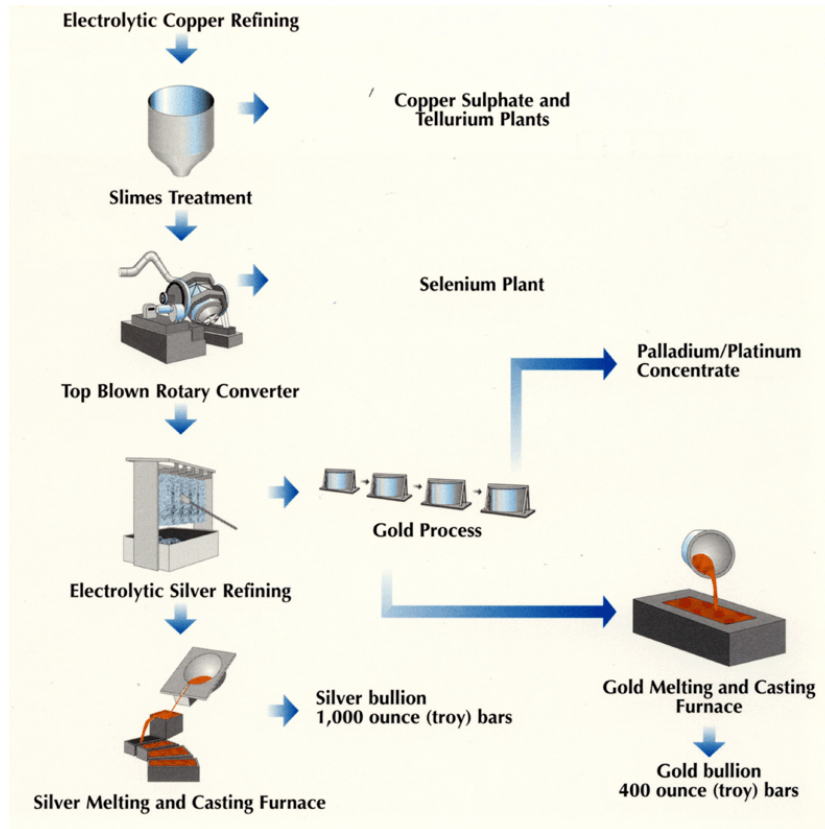 Electrolytic Copper Refining
Copper Sulphate and
Tellurium Plants
Slimes Treatment
Selenium Plant
Palladium/Platinum
Concentrate
Top Blown Rotary Converter
Gold Process
Electrolytic Silver Refining
Gold Melting and Casting
Furnace
Silver bullion
1,000 ounce (troy) bars
Gold bullion
400 ounce (troy) bars
Silver Melting and Casting Furnace